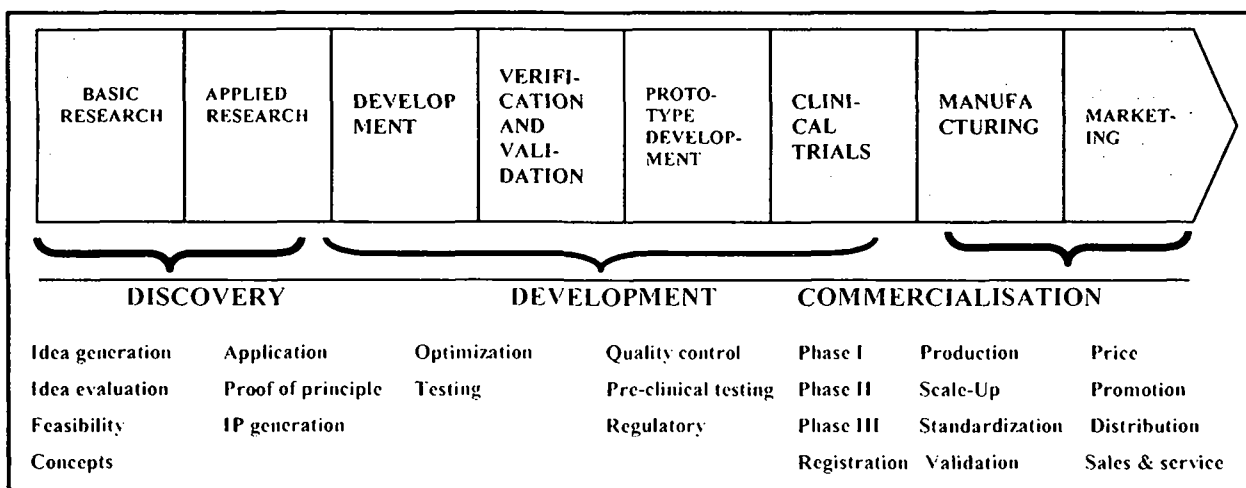 BASIC
RESEARCH
APPLIED
RESEARCH
DEVELOP
MENT
VERIFI-
CATION
AND
VALI-
DATION
PROTO-
TYPE
DEVELOP-
MENT
CLINI-
CAL
TRIALS
MANUFA
CTURING
MARKET-
ING
DISCOVERY DEVELOPMENT COMMERCIALISATION
Idea generation Application Optimization Quality control Phase I Production Price
Idea evaluation Proof of principle Testing Pre-clinical testing Phase II Scale-Up Promotion
Feasibility IP generation Regulatory Phase III Standardization Distribution
Concepts Registration Validation Sales & service